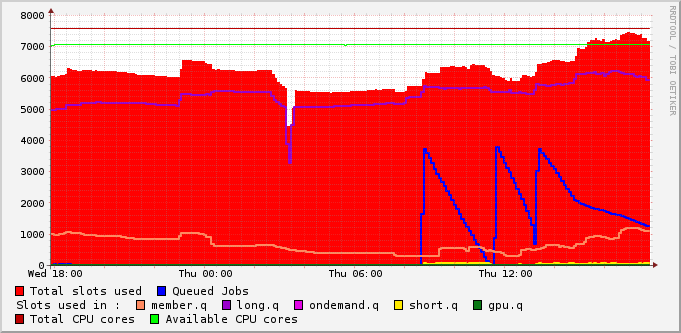 8000
7000
6000
5000
4000
3000
2000
1000
0
Wed 18:00 Thu 00:00 Thu 06:00 Thu 12:00
RRDTOOL / TOBI OETIKER
Total slots used Queued Jobs
Slots used in : member.q long.q ondemand.q short.q gpu.q
Total CPU cores Available CPU cores